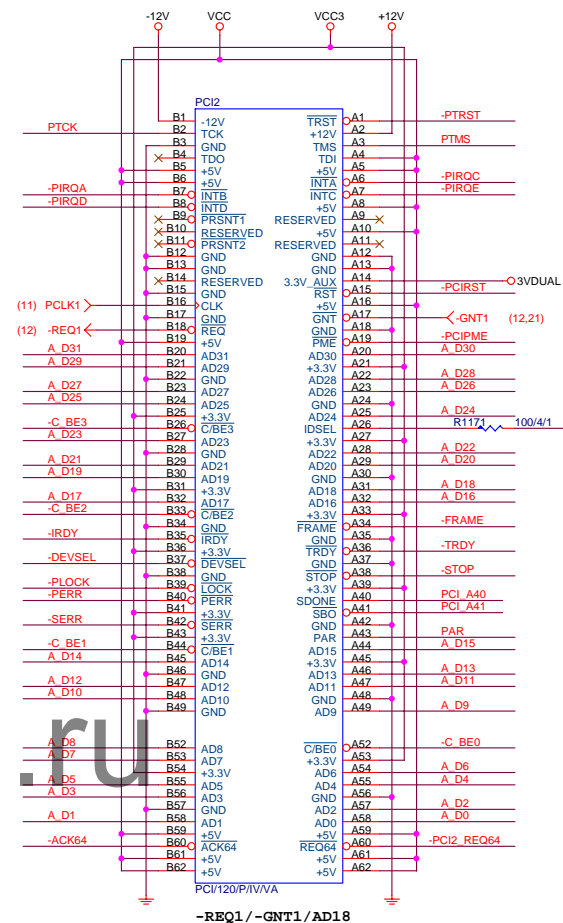 -12V VCC VCC3 +12V
PCI2
B1 -12V TRST A1 -PTRST
PTCK B2 TCK +12V A2
B3 GND TMS A3 PTMS
B4 TDO TDI A4
B5 +5V +5V A5
B6 +5V INTA A6 -PIRQC
-PIRQA B7 INTB INTC A7 -PIRQE
-PIRQD B8 INTD +5V A8
B9 PRSNT1 RESERVED A9
B10 RESERVED +5V A10
B11 PRSNT2 RESERVED A11
B12 GND GND A12
B13 GND GND A13
B14 RESERVED 3.3V_AUX A14 3VDUAL
B15 GND RST A15 -PCIRST
(11) PCLK1 B16 CLK +5V A16
B17 GND GNT A17 -GNT1 (12,21)
(12) -REQ1 B18 REQ GND A18
B19 +5V PME A19 -PCIPME
A_D31 B20 AD31 AD30 A20 A_D30
A_D29 B21 AD29 +3.3V A21
B22 GND AD28 A22 A_D28
A_D27 B23 AD27 AD26 A23 A_D26
A_D25 B24 AD25 GND A24
B25 +3.3V AD24 A25 A_D24
-C_BE3 B26 C/BE3 IDSEL A26 R1171 100/4/1
A_D23 B27 AD23 +3.3V A27
B28 GND AD22 A28 A_D22
A_D21 B29 AD21 AD20 A29 A_D20
A_D19 B30 AD19 GND A30
B31 +3.3V AD18 A31 A_D18
A_D17 B32 AD17 AD16 A32 A_D16
-C_BE2 B33 C/BE2 +3.3V A33
B34 GND FRAME A34 -FRAME
-IRDY B35 IRDY GND A35
B36 +3.3V TRDY A36 -TRDY
-DEVSEL B37 DEVSEL GND A37
B38 GND STOP A38 -STOP
-PLOCK B39 LOCK +3.3V A39
-PERR B40 PERR SDONE A40 PCI_A40
B41 +3.3V SBO A41 PCI_A41
-SERR B42 SERR GND A42
B43 +3.3V PAR A43 PAR
-C_BE1 B44 C/BE1 AD15 A44 A_D15
A_D14 B45 AD14 +3.3V A45
B46 GND AD13 A46 A_D13
A_D12 B47 AD12 AD11 A47 A_D11
A_D10 B48 AD10 GND A48
B49 GND AD9 A49 A_D9
.ru
A_D8 B52 AD8 C/BE0 A52 -C_BE0
A_D7 B53 AD7 +3.3V A53
B54 +3.3V AD6 A54 A_D6
A_D5 B55 AD5 AD4 A55 A_D4
A_D3 B56 AD3 GND A56
B57 GND AD2 A57 A_D2
A_D1 B58 AD1 AD0 A58 A_D0
B59 +5V +5V A59
-ACK64 B60 ACK64 REQ64 A60 -PCI2_REQ64
B61 +5V +5V A61
B62 +5V +5V A62
PCI/120/P/IV/VA
-REQ1/-GNT1/AD18